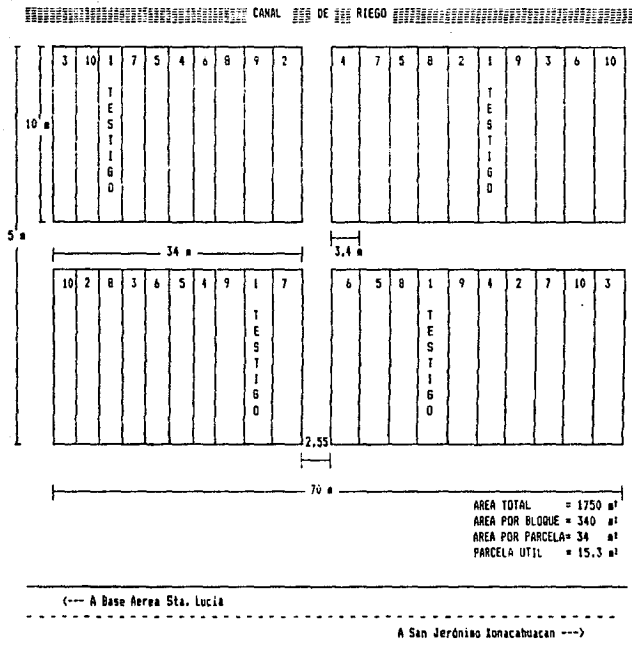 CANAL DE RIEGO
3 10 1 7 5 4 6 8 9 2
TESTIGO
4 7 5 8 2 1 9 3 6 10
TESTIGO
10 m
5 m
34 m
3.4 m
10 2 8 3 6 5 4 9 1 7
TESTIGO
6 5 8 1 9 4 2 7 10 3
TESTIGO
2.55
70 m
AREA TOTAL = 1750 m²
AREA POR BLOQUE = 340 m²
AREA POR PARCELA= 34 m²
PARCELA UTIL = 15.3 m²
<--- A Base Aerea Sta. Lucia
A San Jerónimo Xonacahuacan --->